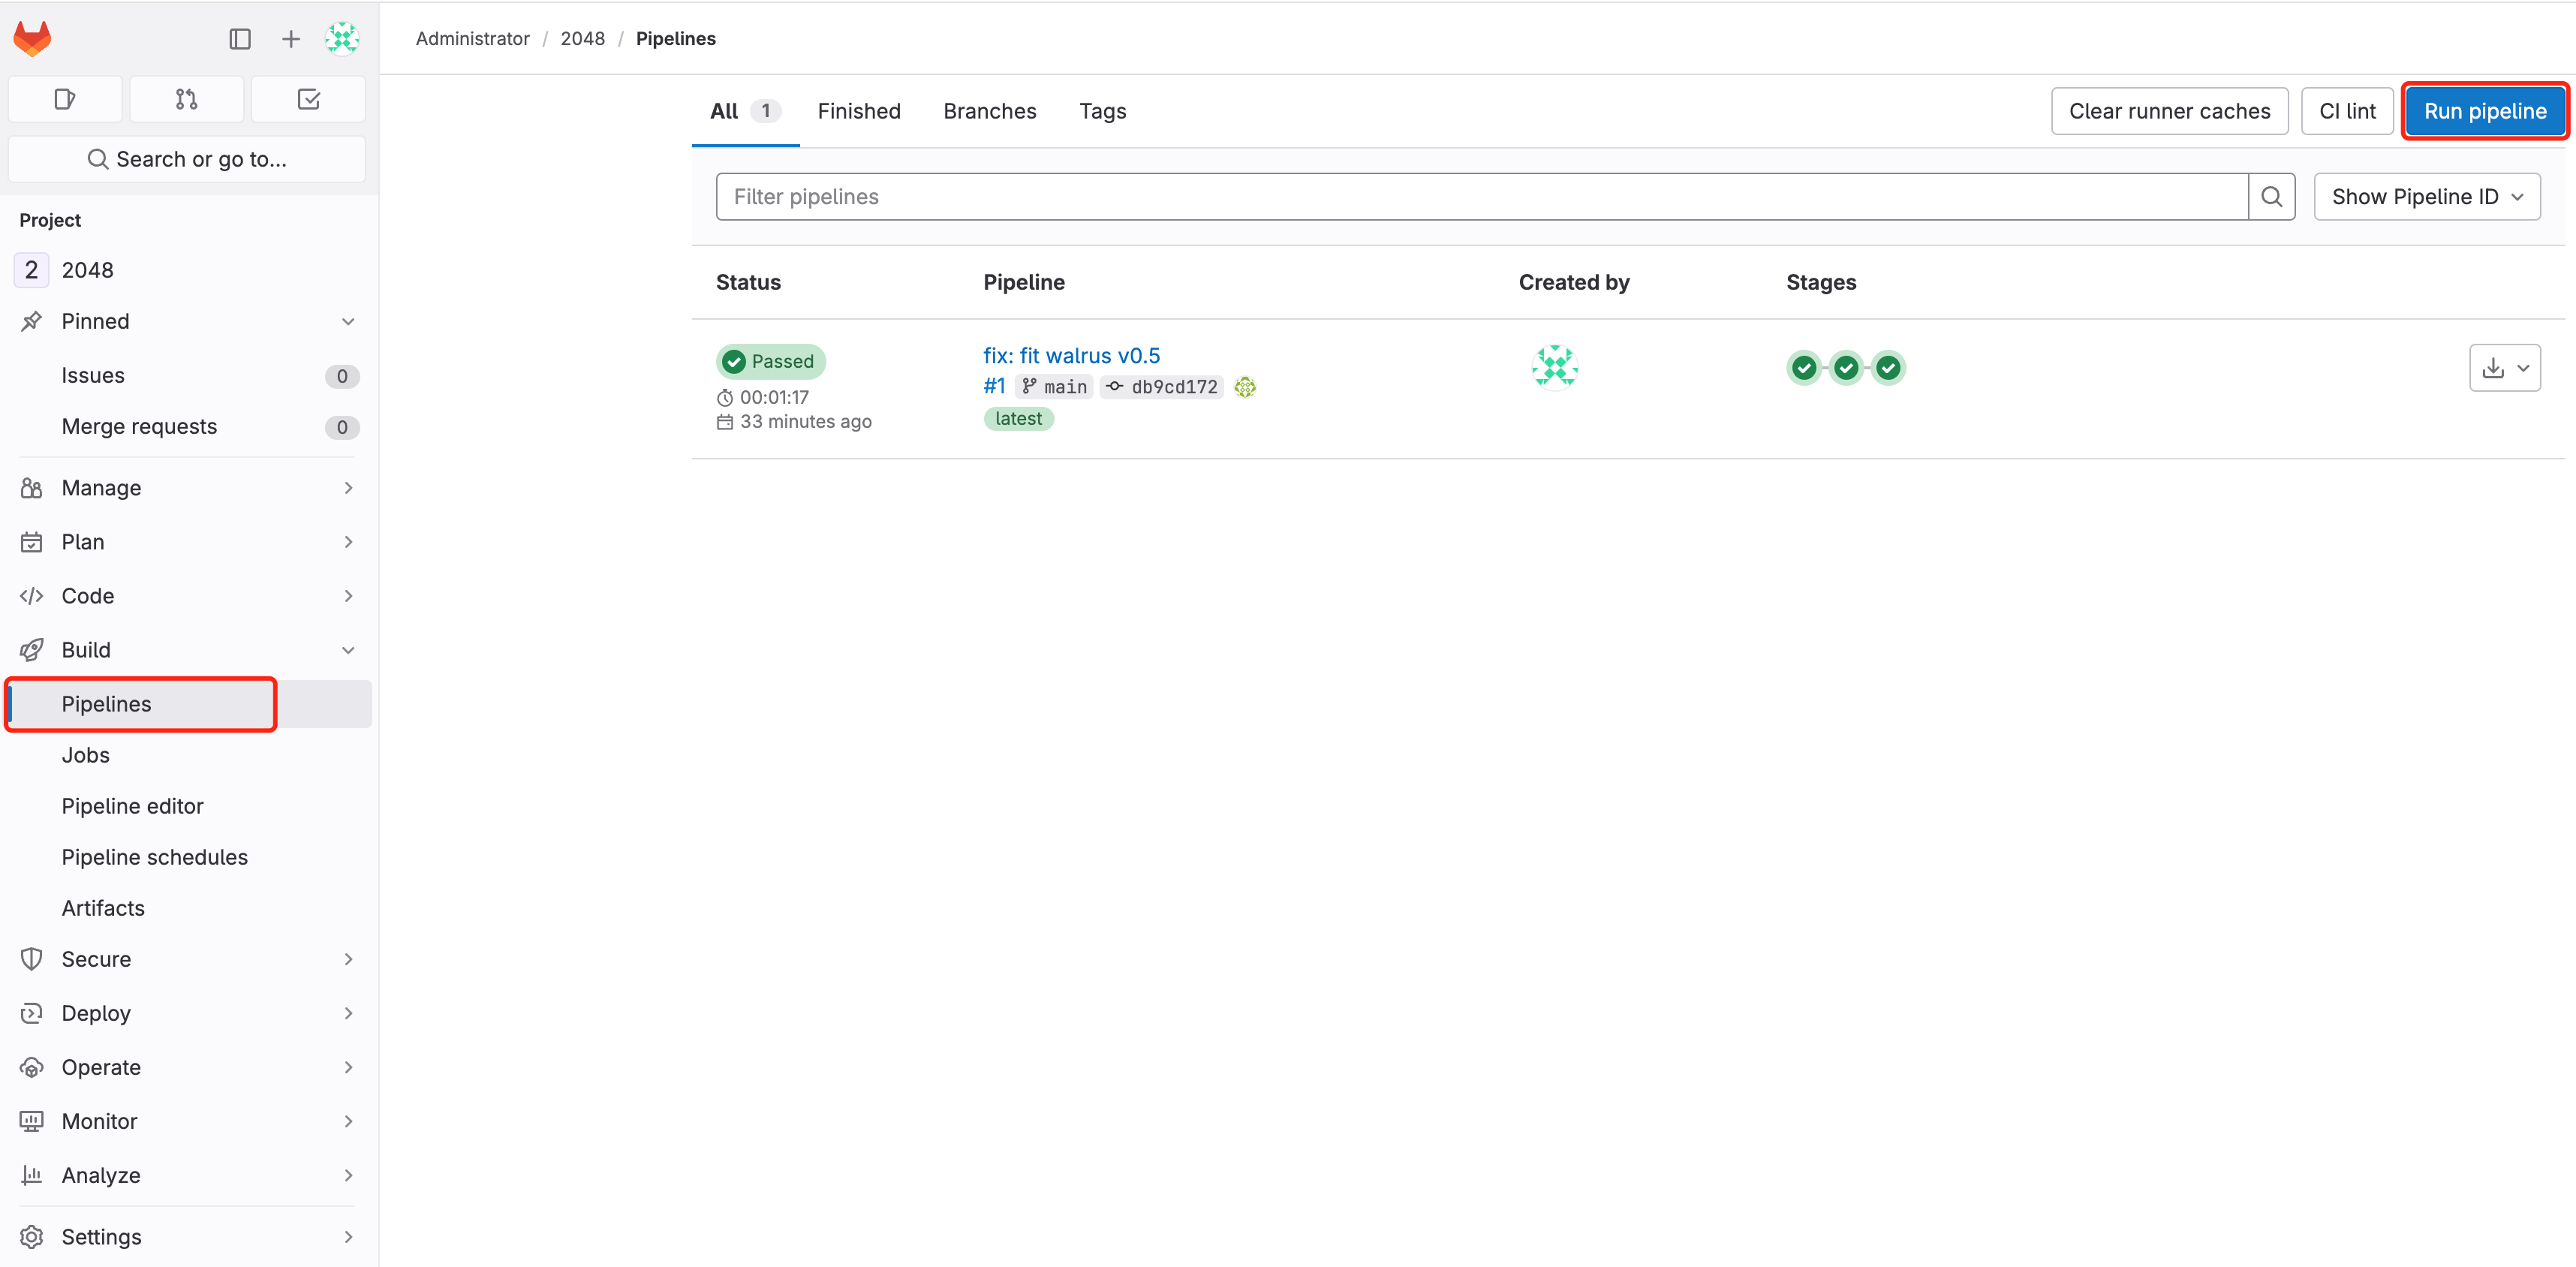 Administrator / 2048 / Pipelines
Search or go to...
Project
2 2048
Pinned
Issues 0
Merge requests 0
Manage
Plan
Code
Build
Pipelines
Jobs
Pipeline editor
Pipeline schedules
Artifacts
Secure
Deploy
Operate
Monitor
Analyze
Settings
All 1 Finished Branches Tags Clear runner caches CI lint Run pipeline
Filter pipelines Show Pipeline ID
Status Pipeline Created by Stages
Passed
00:01:17
33 minutes ago
fix: fit walrus v0.5
#1 main db9cd172
latest